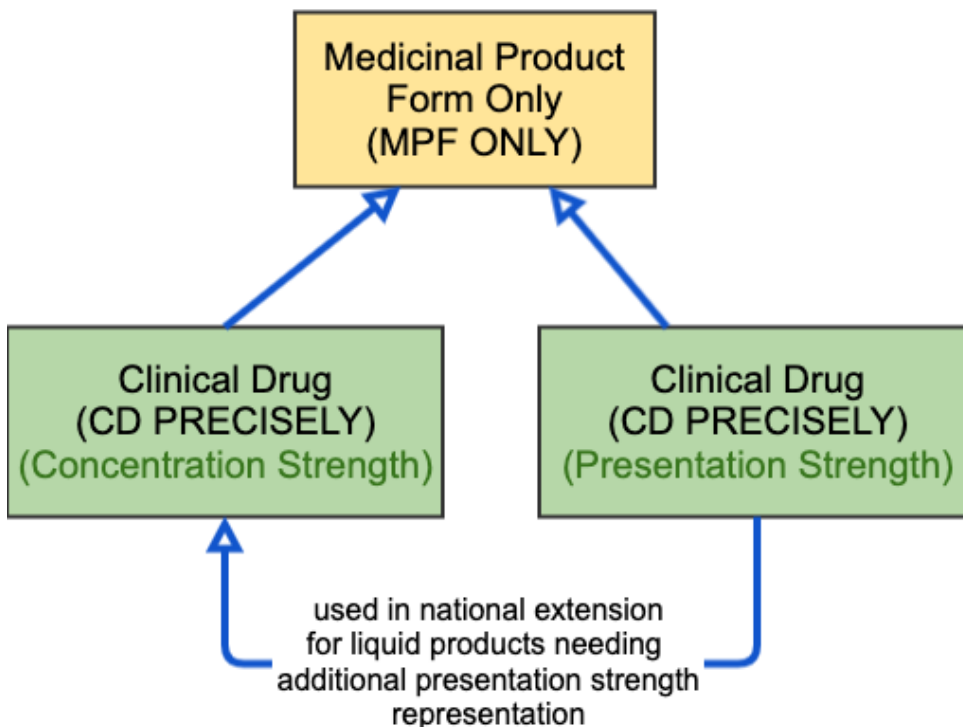 Medicinal Product
Form Only
(MPF ONLY)
Clinical Drug
(CD PRECISELY)
(Concentration Strength)
Clinical Drug
(CD PRECISELY)
(Presentation Strength)
used in national extension
for liquid products needing
additional presentation strength
representation